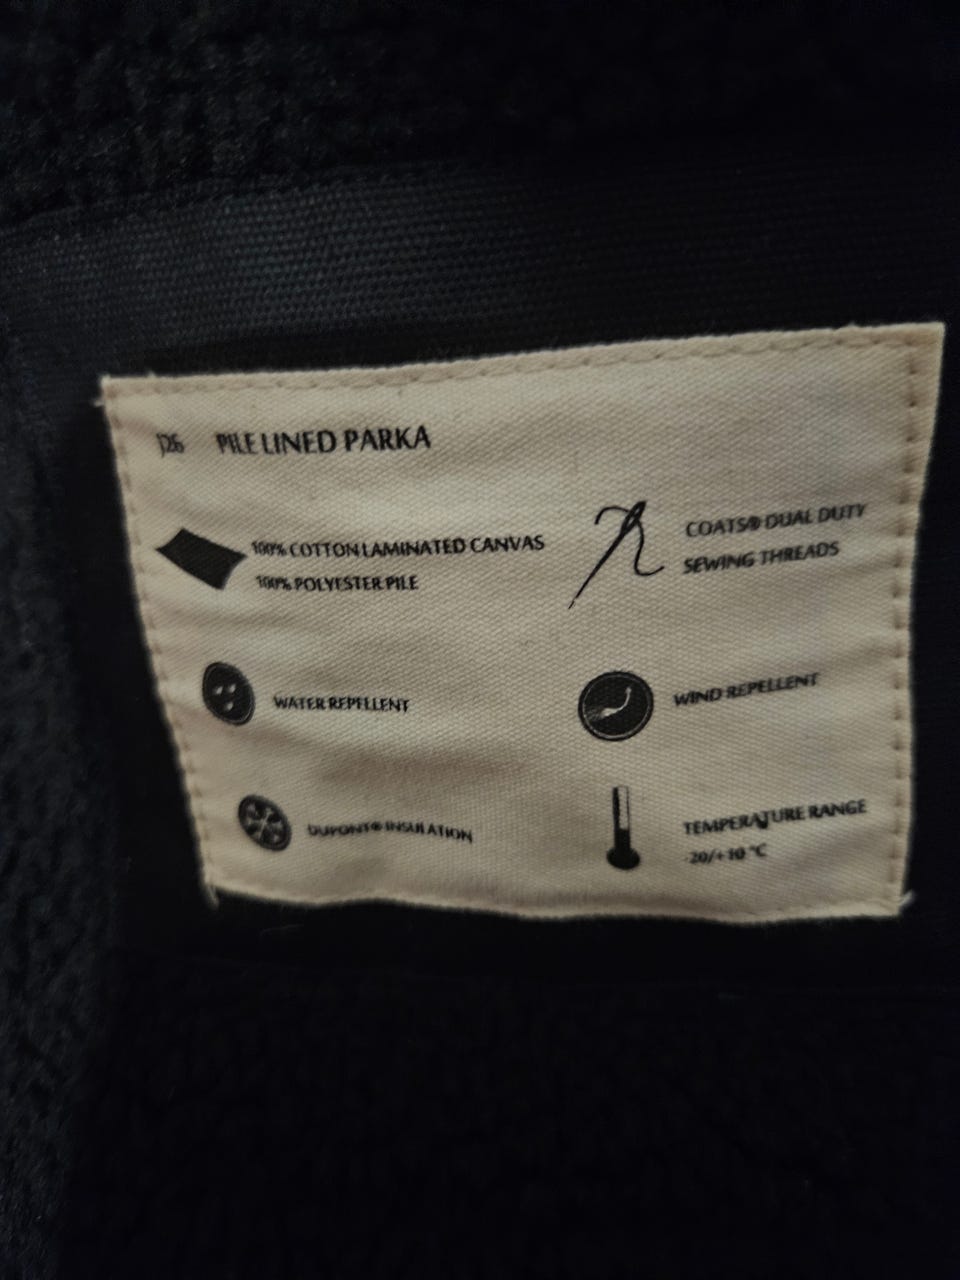 J26 PILE LINED PARKA
100% COTTON LAMINATED CANVAS
100% POLYESTER PILE
COATS® DUAL DUTY
SEWING THREADS
WATER REPELLENT
WIND REPELLENT
DUPONT® INSULATION
TEMPERATURE RANGE
-20/+10 °C